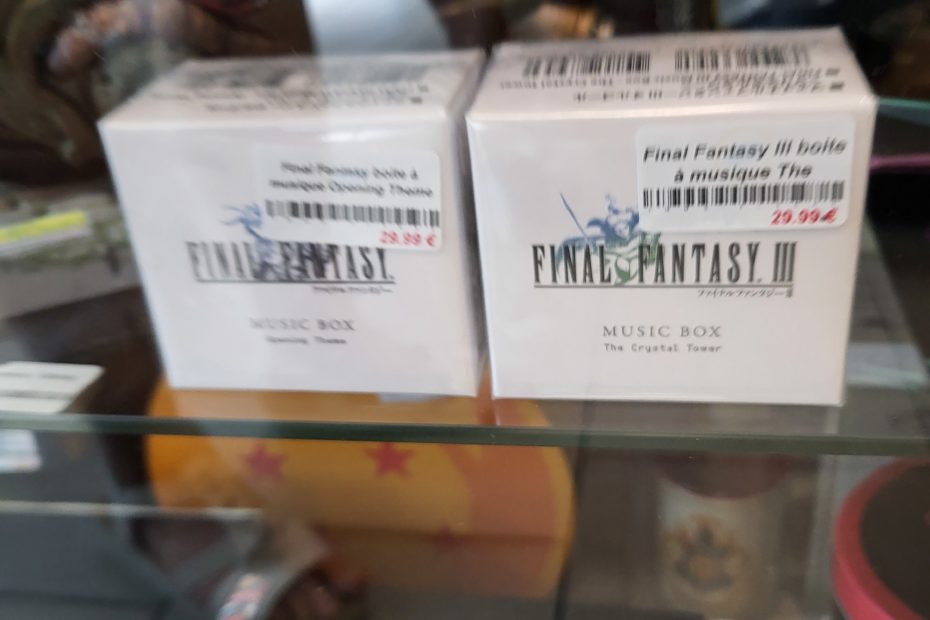 Final Fantasy boite à
musique Opening Theme
29.99 €
FINAL FANTASY
MUSIC BOX
Opening Theme
Final Fantasy III boite
à musique The
29.99 €
FINAL FANTASY III
ファイナルファンタジーIII
MUSIC BOX
The Crystal Tower